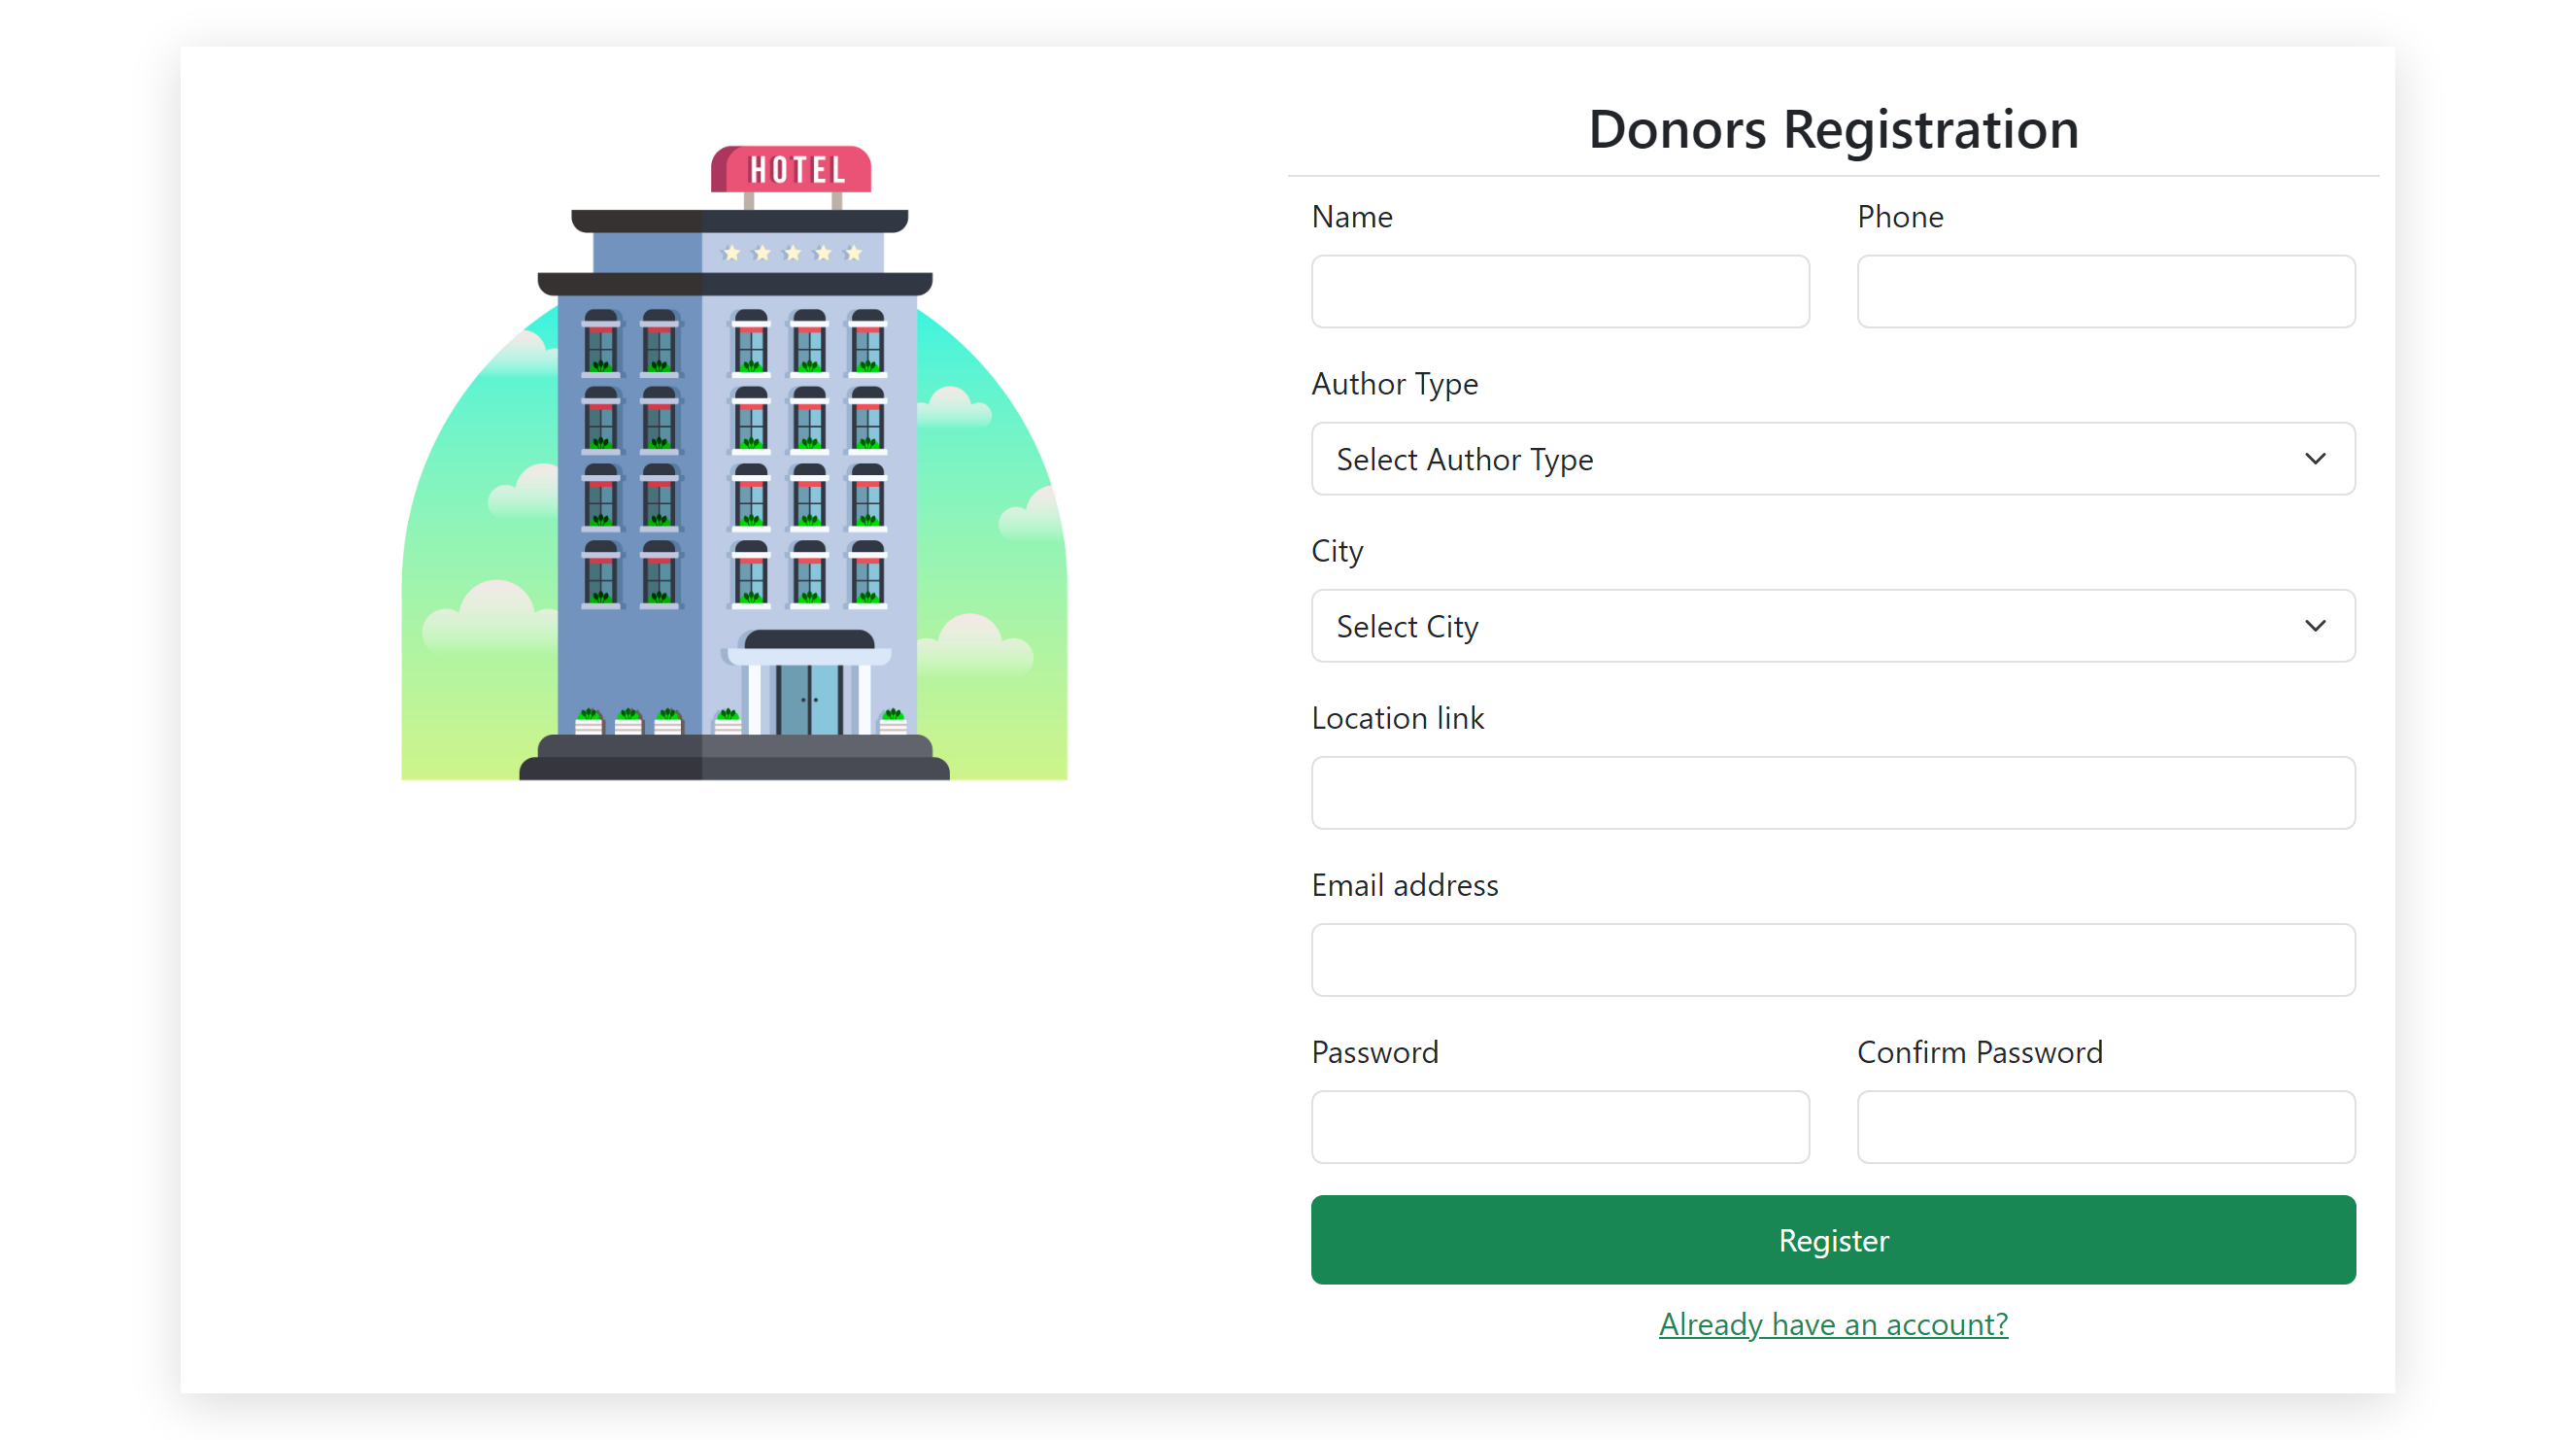 HOTEL
Donors Registration
Name
Phone
Author Type
Select Author Type
City
Select City
Location link
Email address
Password
Confirm Password
Register
Already have an account?